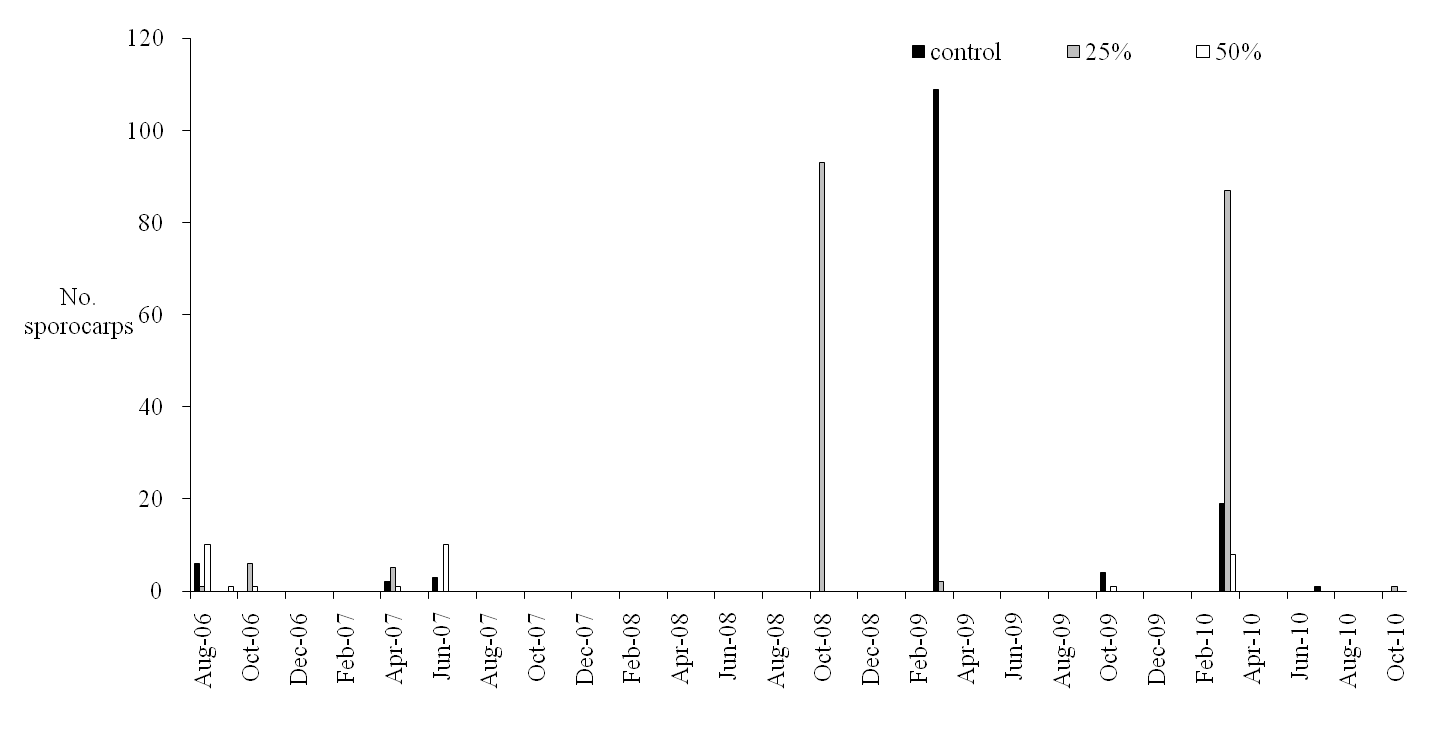 120
control 25% 50%
100
80
No.
sporocarps
60
40
20
0
Aug-06
Oct-06
Dec-06
Feb-07
Apr-07
Jun-07
Aug-07
Oct-07
Dec-07
Feb-08
Apr-08
Jun-08
Aug-08
Oct-08
Dec-08
Feb-09
Apr-09
Jun-09
Aug-09
Oct-09
Dec-09
Feb-10
Apr-10
Jun-10
Aug-10
Oct-10